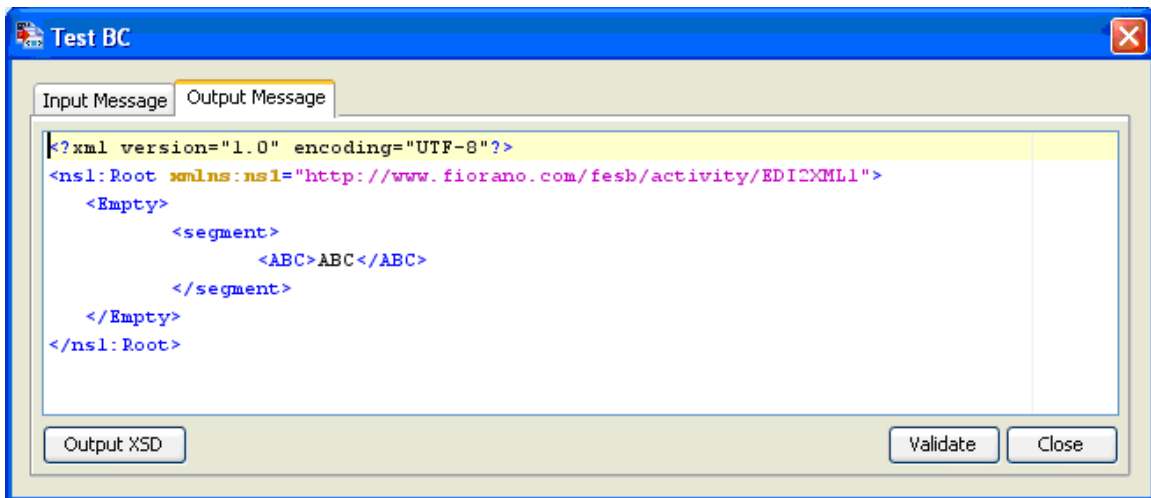 Test BC
Input Message Output Message
<?xml version="1.0" encoding="UTF-8"?>
<ns1:Root xmlns:ns1="http://www.fiorano.com/fesb/activity/EDI2XML1">
<Empty>
<segment>
<ABC>ABC</ABC>
</segment>
</Empty>
</ns1:Root>
Output XSD Validate Close